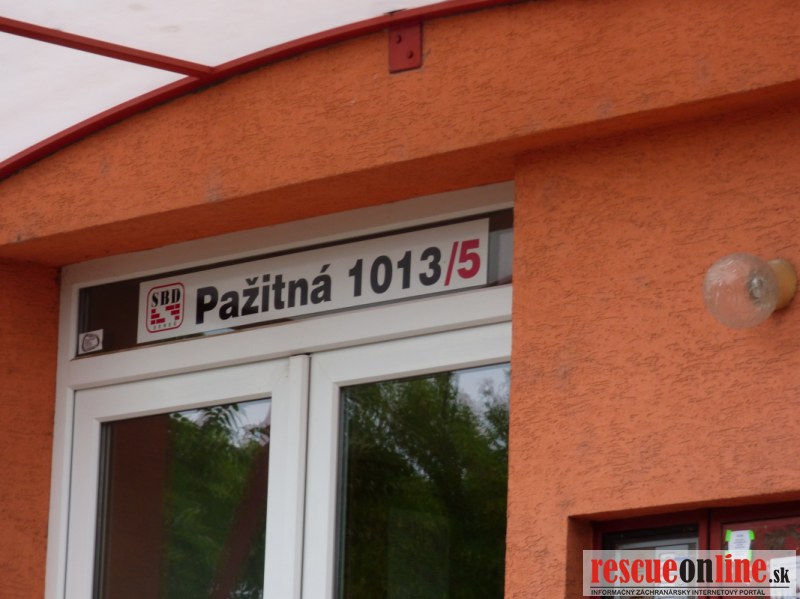 SBD
Pažitná 1013/5
rescueonline.sk
INFORMAČNÝ ZÁCHRANÁRSKY INTERNETOVÝ PORTÁL